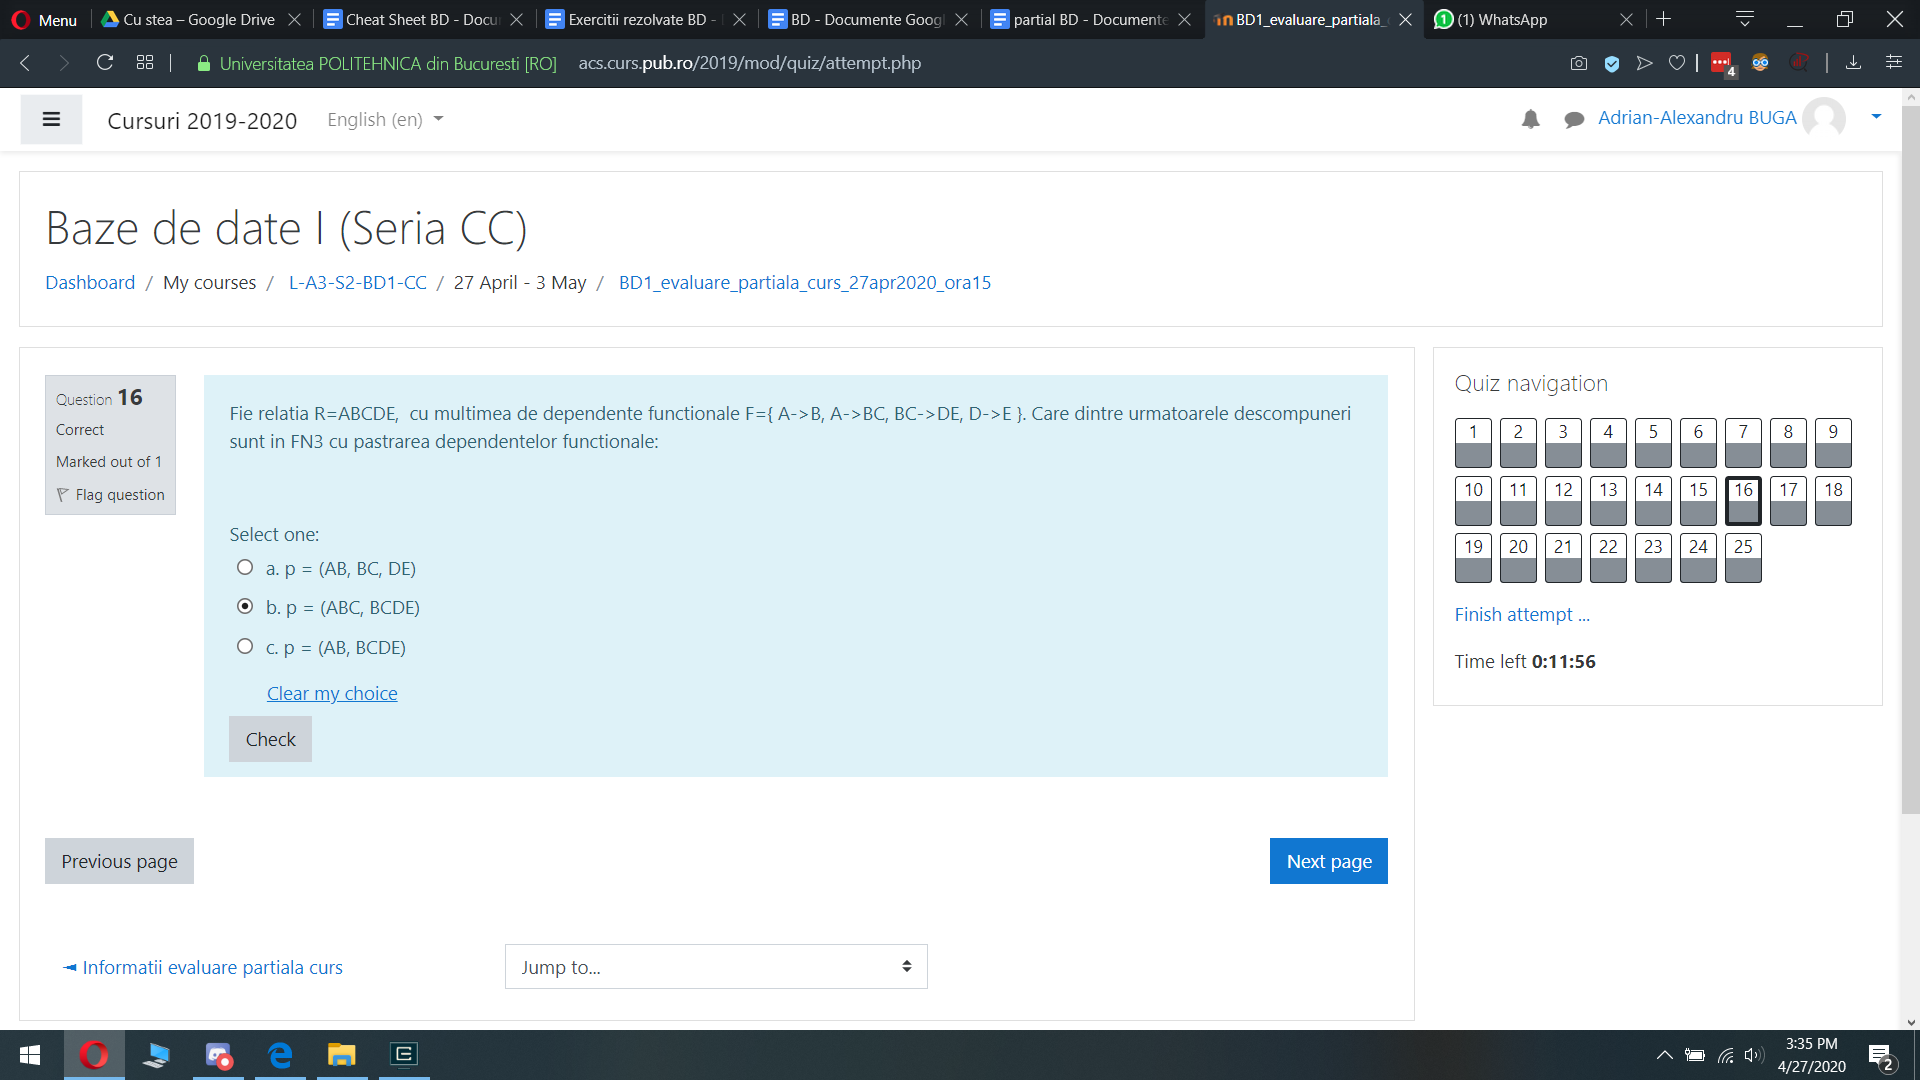 Menu
Cu stea – Google Drive
Cheat Sheet BD - Docu
Exercitii rezolvate BD -
BD - Documente Googl
partial BD - Documente
BD1_evaluare_partiala_
(1) WhatsApp
Universitatea POLITEHNICA din Bucuresti [RO]
acs.curs.pub.ro/2019/mod/quiz/attempt.php
4
Cursuri 2019-2020
English (en)
Adrian-Alexandru BUGA
Baze de date I (Seria CC)
Dashboard / My courses / L-A3-S2-BD1-CC / 27 April - 3 May / BD1_evaluare_partiala_curs_27apr2020_ora15
Question 16
Correct
Marked out of 1
Flag question
Fie relatia R=ABCDE, cu multimea de dependente functionale F={ A->B, A->BC, BC->DE, D->E }. Care dintre urmatoarele descompuneri
sunt in FN3 cu pastrarea dependentelor functionale:
Select one:
a. p = (AB, BC, DE)
b. p = (ABC, BCDE)
c. p = (AB, BCDE)
Clear my choice
Check
Previous page
Next page
◄ Informatii evaluare partiala curs
Jump to...
Quiz navigation
1 2 3 4 5 6 7 8 9
10 11 12 13 14 15 16 17 18
19 20 21 22 23 24 25
Finish attempt ...
Time left 0:11:56
3:35 PM
4/27/2020
2